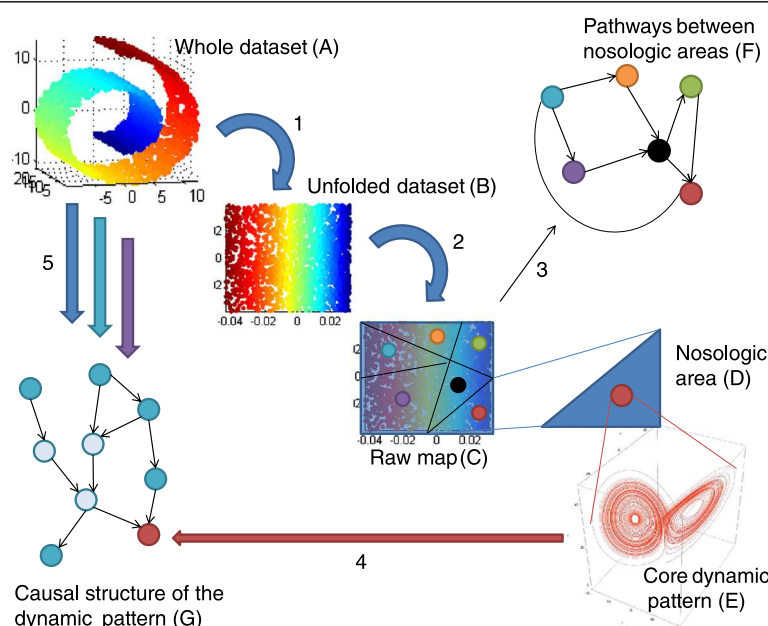 Whole dataset (A)
10
0
10
-5
0
5
10
1
Unfolded dataset (B)
-0.04
-0.02
0
0.02
2
Pathways between
nosologic areas (F)
3
-0.04
-0.02
0
0.02
Raw map (C)
Nosologic
area (D)
5
4
Core dynamic
pattern (E)
Causal structure of the
dynamic pattern (G)